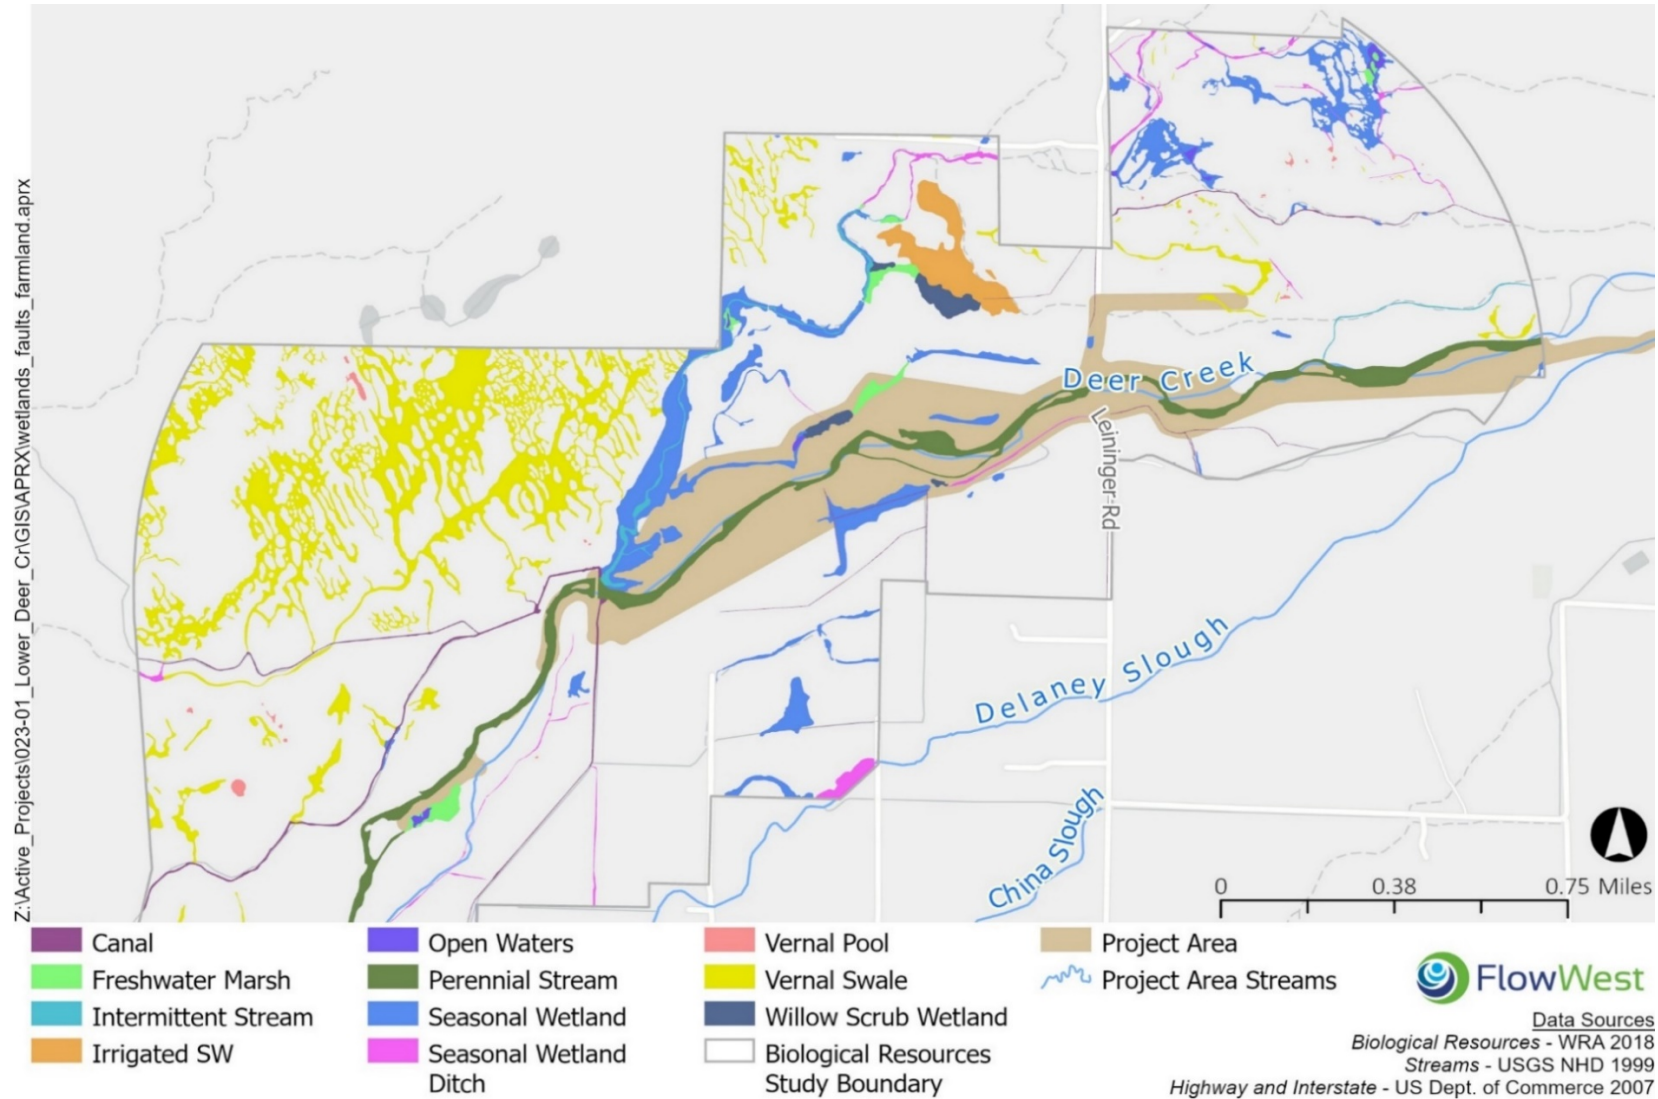 Z:\Active_Projects\023-01_Lower_Deer_Cr\GIS\APRX\wetlands_faults_farmland.aprx
Deer Creek
Leininger Rd
Delaney Slough
China Slough
0 0.38 0.75 Miles
Canal
Freshwater Marsh
Intermittent Stream
Irrigated SW
Open Waters
Perennial Stream
Seasonal Wetland
Seasonal Wetland
Ditch
Vernal Pool
Vernal Swale
Willow Scrub Wetland
Biological Resources
Study Boundary
Project Area
Project Area Streams
FlowWest
Data Sources
Biological Resources - WRA 2018
Streams - USGS NHD 1999
Highway and Interstate - US Dept. of Commerce 2007